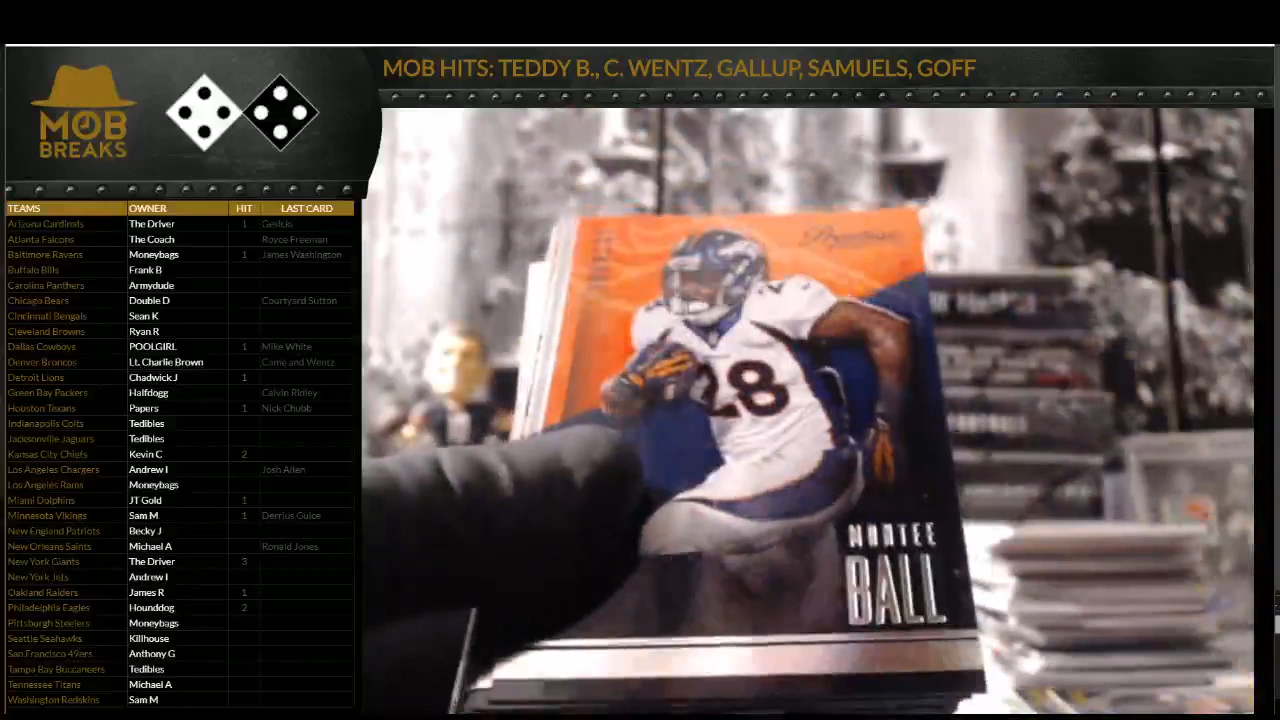 MOB HITS: TEDDY B., C. WENTZ, GALLUP, SAMUELS, GOFF
MOB
BREAKS
TEAMS OWNER HIT LAST CARD
Arizona Cardinals The Driver 1
Atlanta Falcons The Coach Royce Freeman
Baltimore Ravens Moneybags 1 James Washington
Buffalo Bills Frank B
Carolina Panthers Armydude
Chicago Bears Double D Courtyard Sutton
Cincinnati Bengals Sean K
Cleveland Browns Ryan R
Dallas Cowboys POOLGIRL 1 Mike White
Denver Broncos Lt. Charlie Brown Came and Wentz
Detroit Lions Chadwick J 1
Green Bay Packers Halfdogg Calvin Ridley
Houston Texans Papers 1 Nick Chubb
Indianapolis Colts Tedibles
Jacksonville Jaguars Tedibles
Kansas City Chiefs Kevin C 2
Los Angeles Chargers Andrew I Josh Allen
Los Angeles Rams Moneybags
Miami Dolphins JT Gold 1
Minnesota Vikings Sam M 1 Derrius Guice
New England Patriots Becky J
New Orleans Saints Michael A Ronald Jones
New York Giants The Driver 3
New York Jets Andrew I
Oakland Raiders James R 1
Philadelphia Eagles Hounddog 2
Pittsburgh Steelers Moneybags
Seattle Seahawks Killhouse
San Francisco 49ers Anthony G
Tampa Bay Buccaneers Tedibles
Tennessee Titans Michael A
Washington Redskins Sam M
Prestige
28
MONTEE
BALL